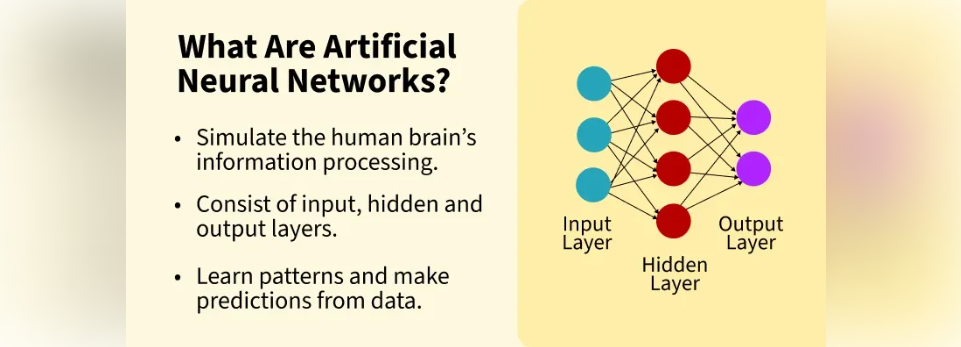 What Are Artificial
Neural Networks?
• Simulate the human brain's
information processing.
• Consist of input, hidden and
output layers.
• Learn patterns and make
predictions from data.
Input
Layer
Hidden
Layer
Output
Layer